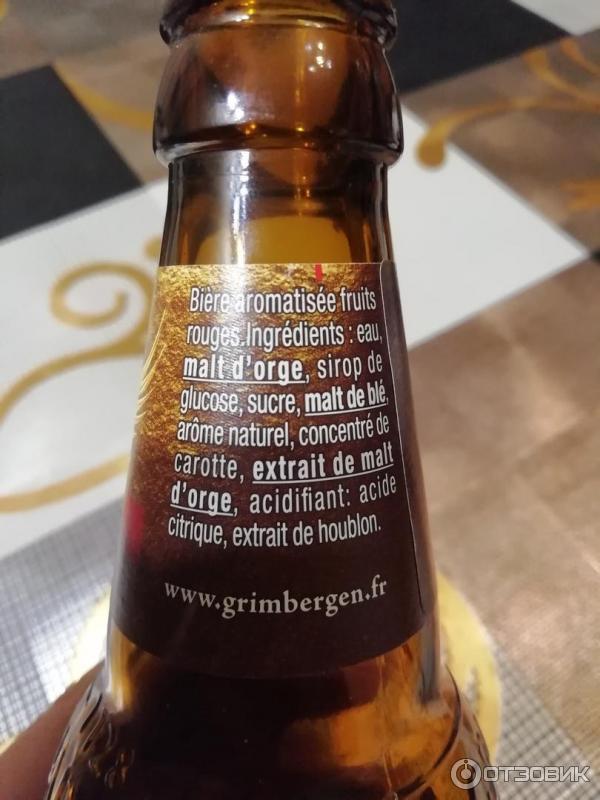 Bière aromatisée fruits
rouges.Ingrédients : eau,
malt d'orge, sirop de
glucose, sucre, malt de blé,
arôme naturel, concentré de
carotte, extrait de malt
d'orge, acidifiant: acide
citrique, extrait de houblon.
www.grimbergen.fr
ОТЗОВИК